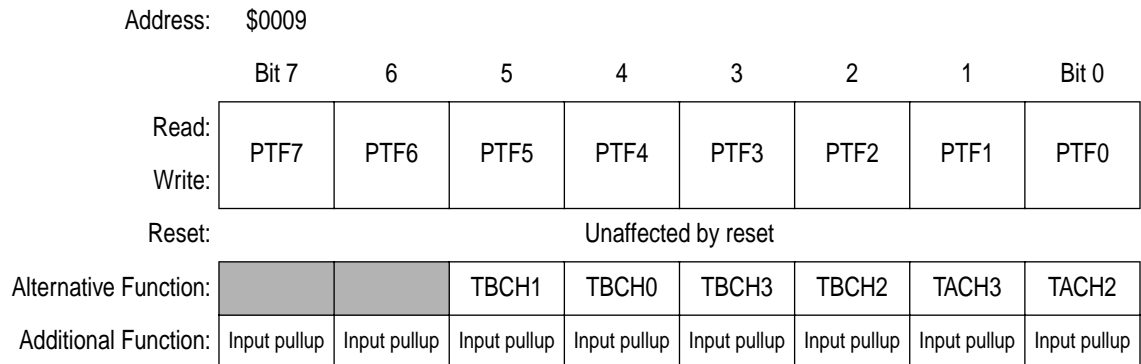 Address: $0009
Bit 7 6 5 4 3 2 1 Bit 0
Read:
PTF7 PTF6 PTF5 PTF4 PTF3 PTF2 PTF1 PTF0
Write:
Reset: Unaffected by reset
Alternative Function: TBCH1 TBCH0 TBCH3 TBCH2 TACH3 TACH2
Additional Function: Input pullup Input pullup Input pullup Input pullup Input pullup Input pullup Input pullup Input pullup